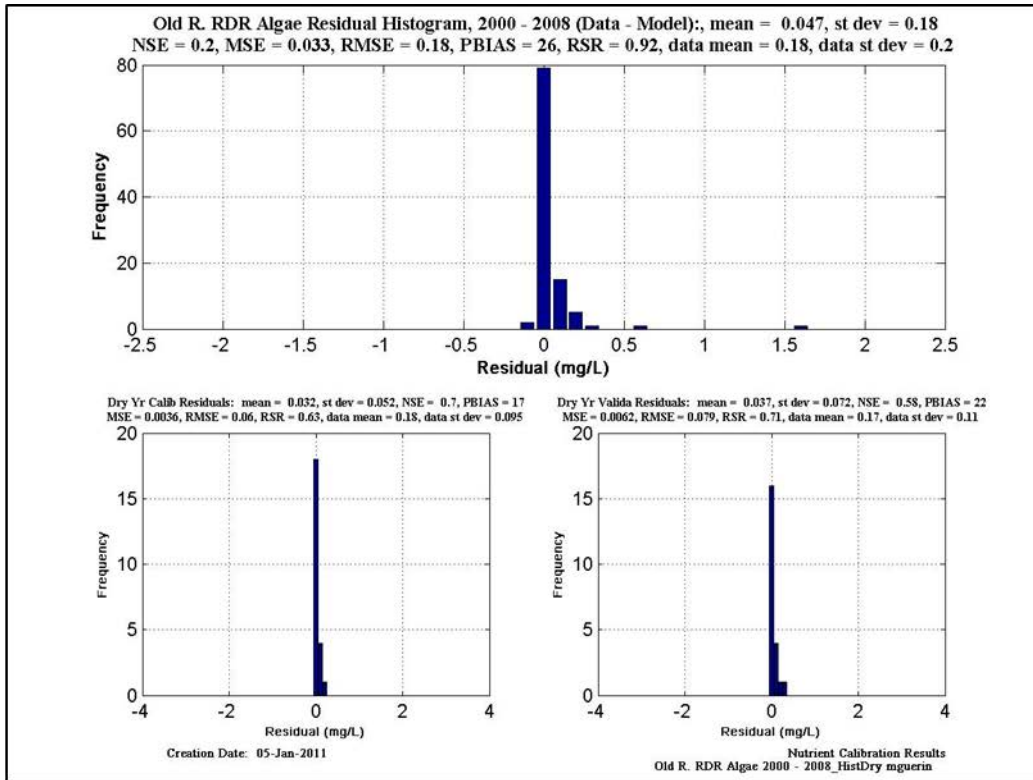 Old R. RDR Algae Residual Histogram, 2000 - 2008 (Data - Model):, mean = 0.047, st dev = 0.18
NSE = 0.2, MSE = 0.033, RMSE = 0.18, PBIAS = 26, RSR = 0.92, data mean = 0.18, data st dev = 0.2
80
60
40
20
0
Frequency
-2.5 -2 -1.5 -1 -0.5 0 0.5 1 1.5 2 2.5
Residual (mg/L)
Dry Yr Calib Residuals: mean = 0.032, st dev = 0.052, NSE = 0.7, PBIAS = 17
MSE = 0.0036, RMSE = 0.06, RSR = 0.63, data mean = 0.18, data st dev = 0.095
20
15
10
5
0
Frequency
-4 -2 0 2 4
Residual (mg/L)
Dry Yr Valida Residuals: mean = 0.037, st dev = 0.072, NSE = 0.58, PBIAS = 22
MSE = 0.0062, RMSE = 0.079, RSR = 0.71, data mean = 0.17, data st dev = 0.11
20
15
10
5
0
Frequency
-4 -2 0 2 4
Residual (mg/L)
Creation Date: 05-Jan-2011
Nutrient Calibration Results
Old R. RDR Algae 2000 - 2008_HistDry mguerin